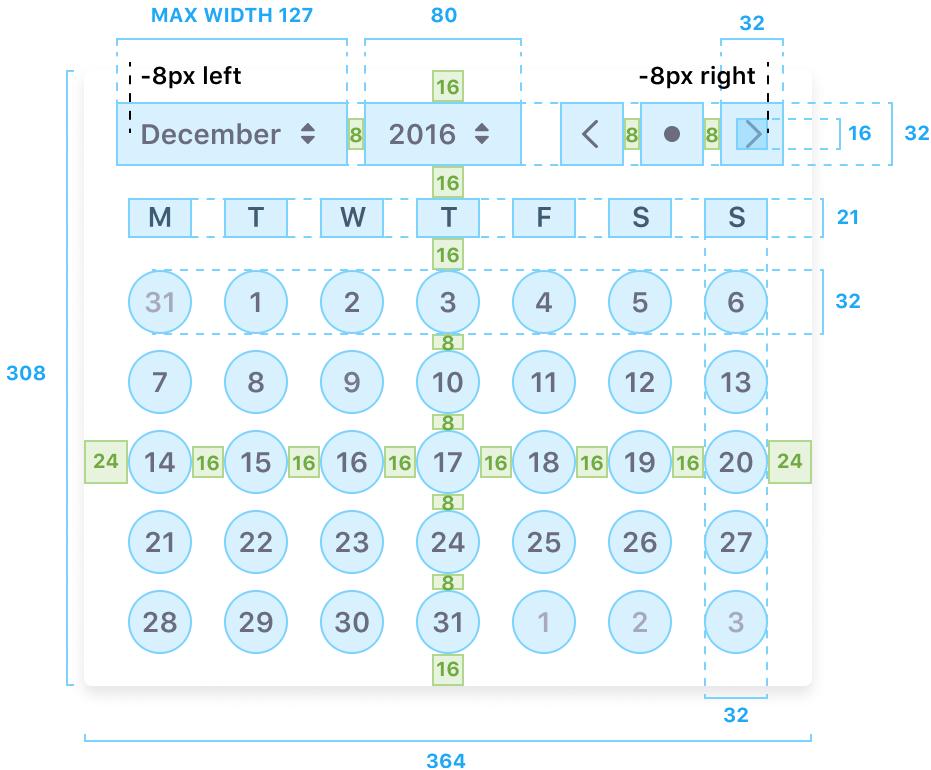 MAX WIDTH 127 80 32
-8px left 16 -8px right
December 8 2016 8 8 16 32
16
M T W T F S S 21
16
31 1 2 3 4 5 6 32
8
308
7 8 9 10 11 12 13
8
24 14 16 15 16 16 16 17 16 18 16 19 16 20 24
8
21 22 23 24 25 26 27
8
28 29 30 31 1 2 3
16
32
364